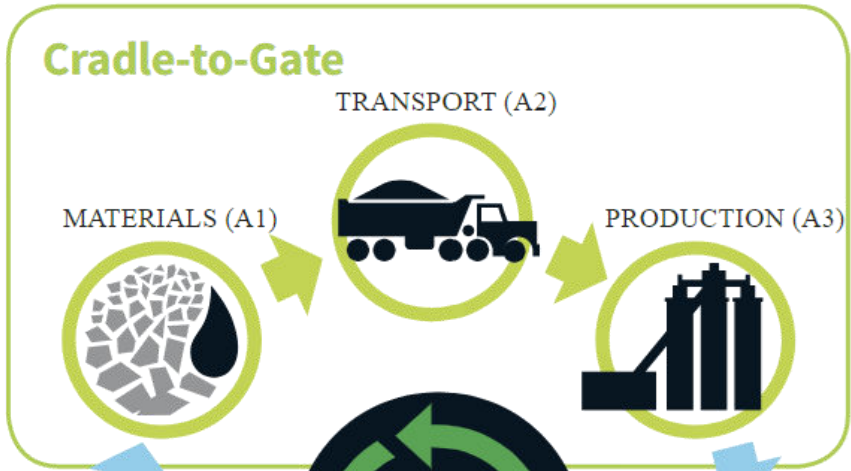 Cradle-to-Gate
TRANSPORT (A2)
MATERIALS (A1)
PRODUCTION (A3)